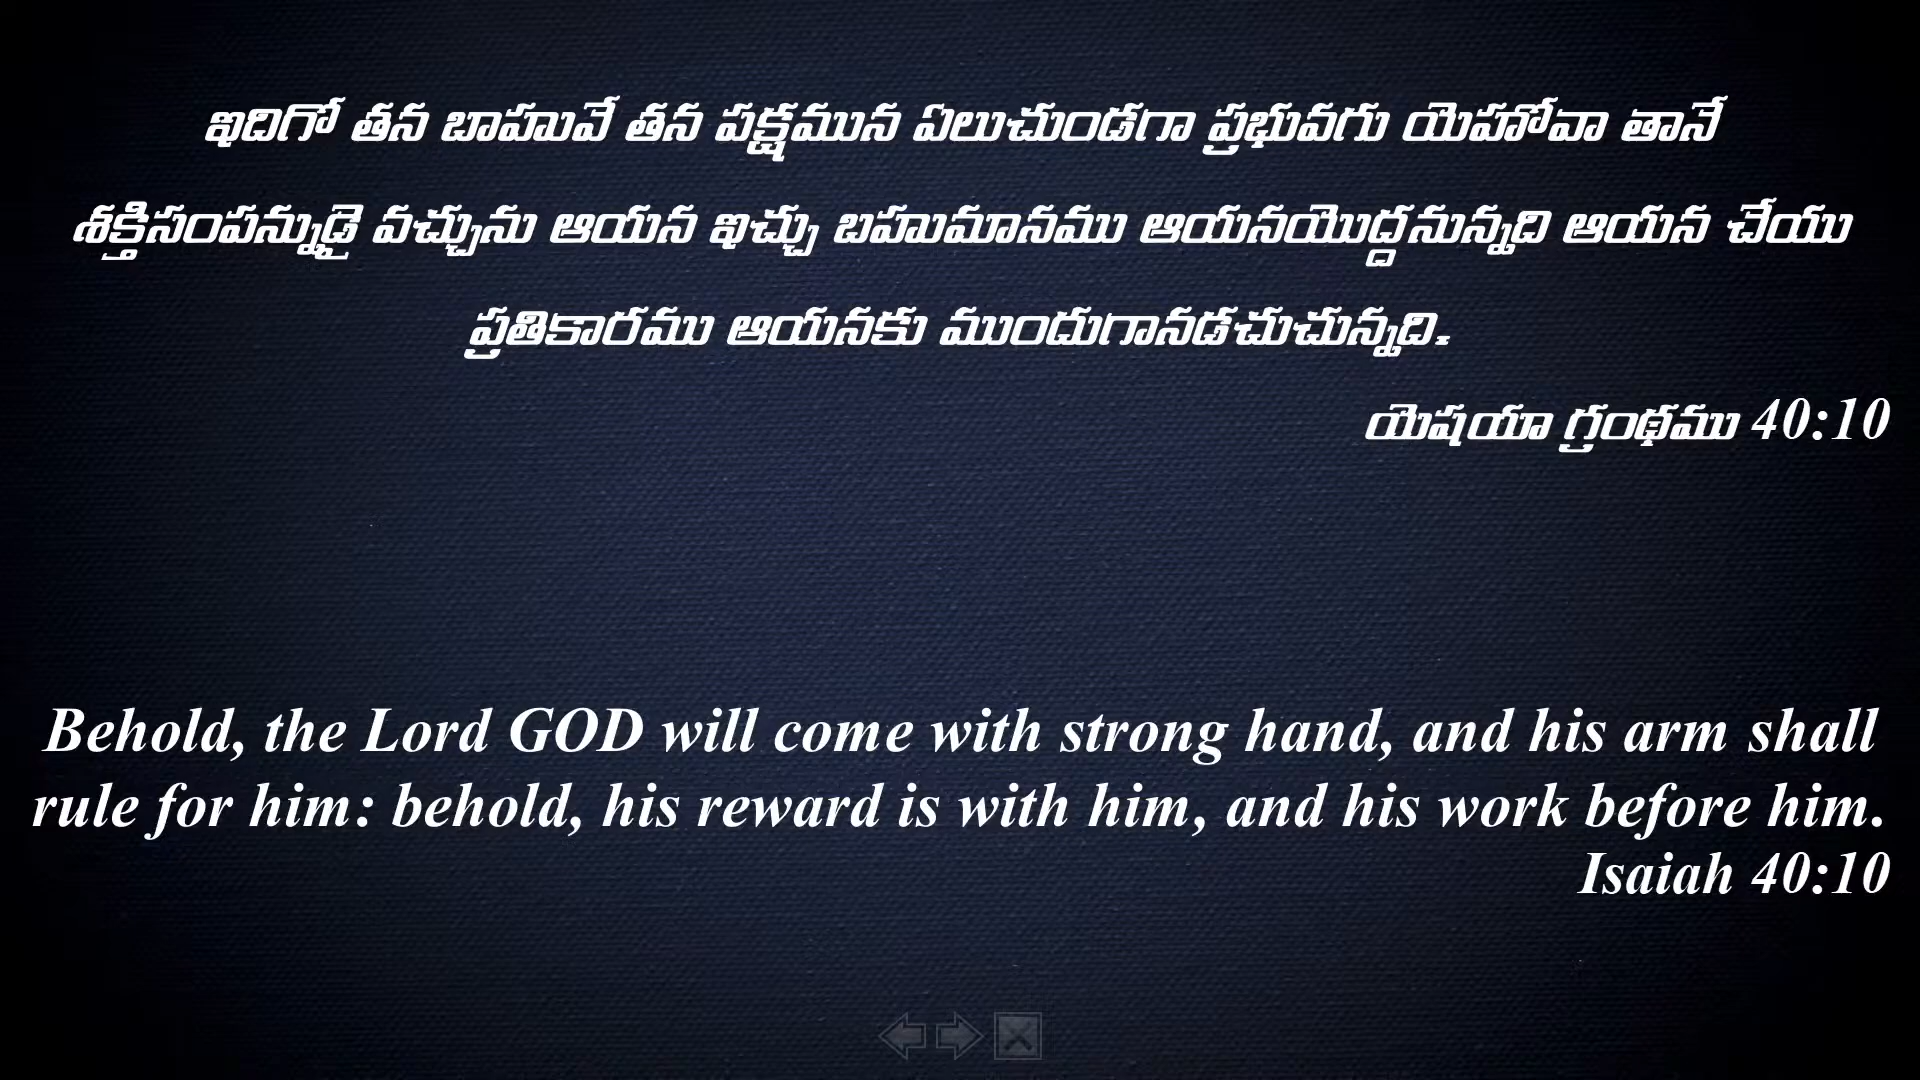 ఇదిగో తన బాహువే తన పక్షమున ఏలుచుండగా ప్రభువగు యెహోవా తానే
శక్తిసంపన్నుడై వచ్చును ఆయన ఇచ్చు బహుమానము ఆయనయొద్దనున్నది ఆయన చేయు
ప్రతికారము ఆయనకు ముందుగానడచుచున్నది.
యెషయా గ్రంథము 40:10
Behold, the Lord GOD will come with strong hand, and his arm shall
rule for him: behold, his reward is with him, and his work before him.
Isaiah 40:10